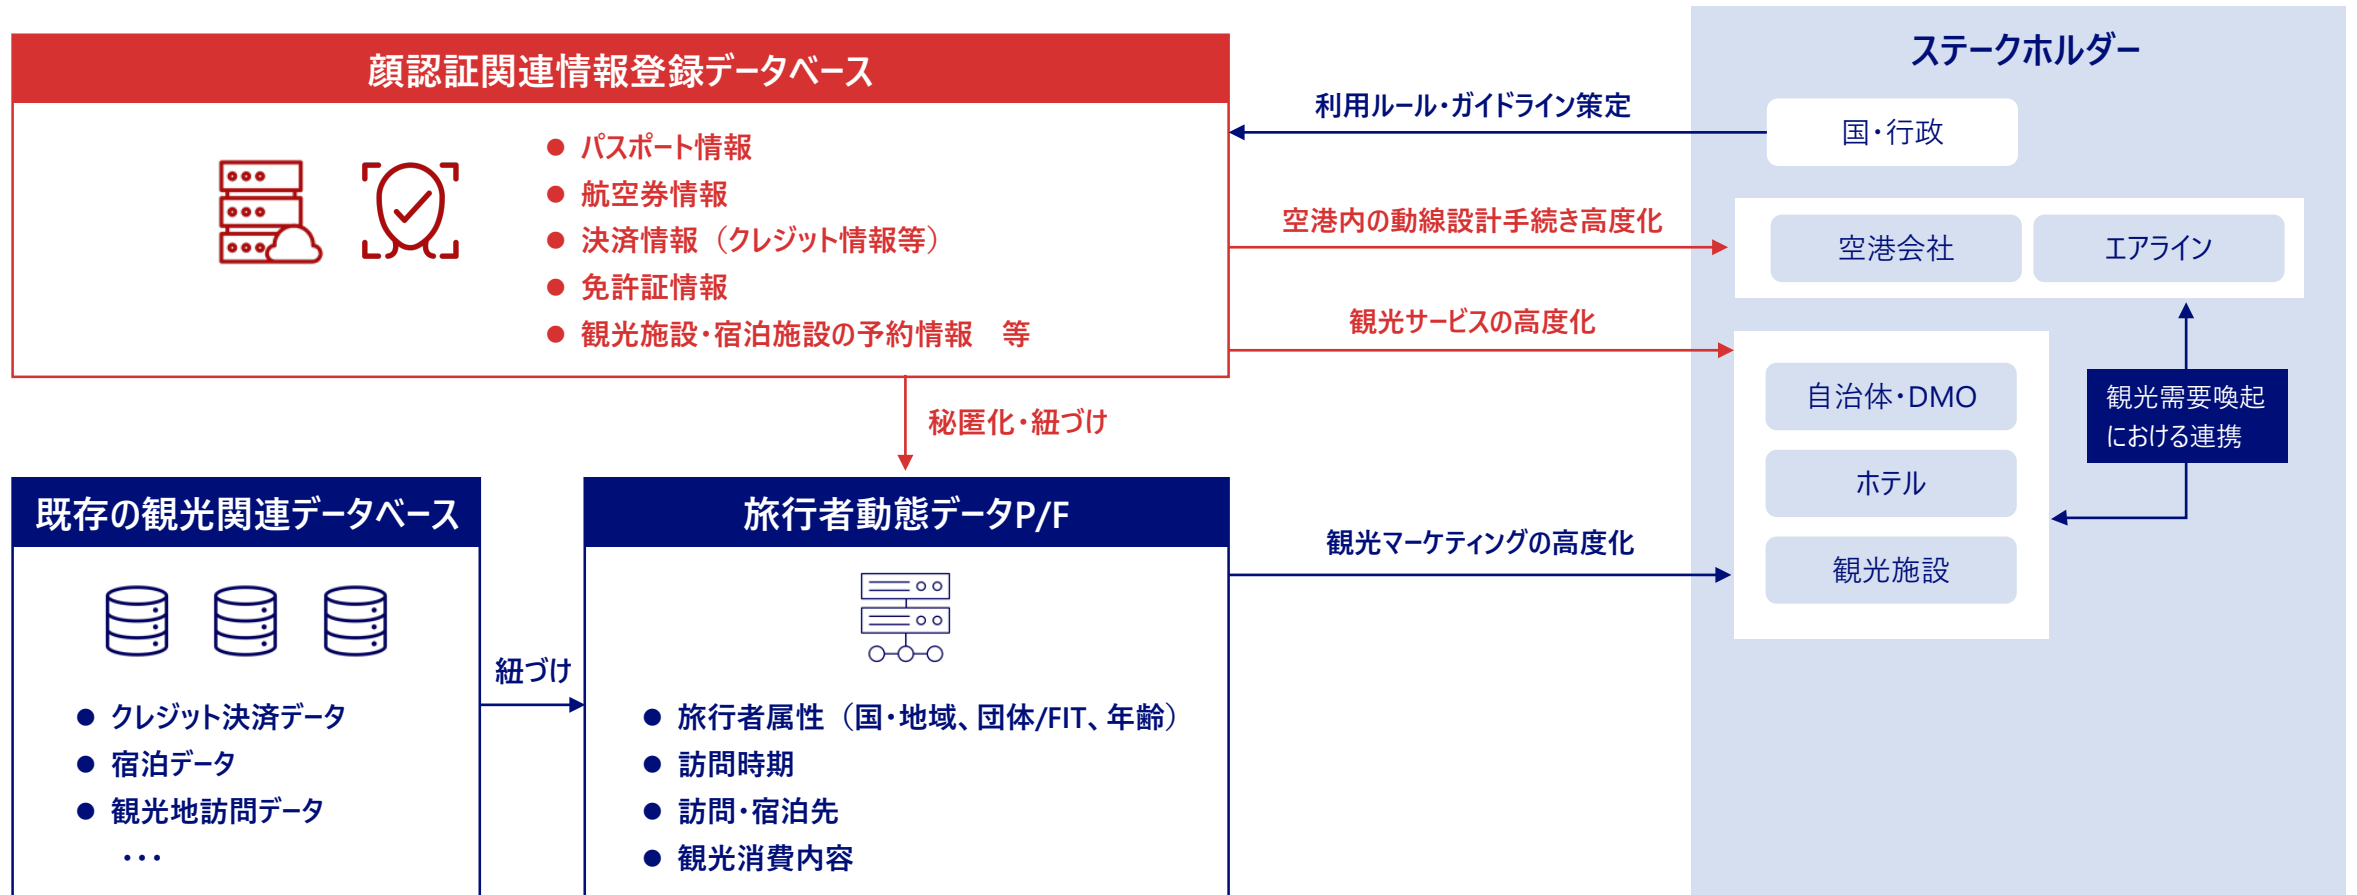 顔認証関連情報登録データベース
● パスポート情報
● 航空券情報
● 決済情報（クレジット情報等）
● 免許証情報
● 観光施設・宿泊施設の予約情報　等
秘匿化・紐づけ
既存の観光関連データベース
● クレジット決済データ
● 宿泊データ
● 観光地訪問データ
・・・
紐づけ
旅行者動態データP/F
● 旅行者属性（国・地域、団体/FIT、年齢）
● 訪問時期
● 訪問・宿泊先
● 観光消費内容
利用ルール・ガイドライン策定
空港内の動線設計手続き高度化
観光サービスの高度化
観光マーケティングの高度化
ステークホルダー
国・行政
空港会社
エアライン
自治体・DMO
ホテル
観光施設
観光需要喚起
における連携